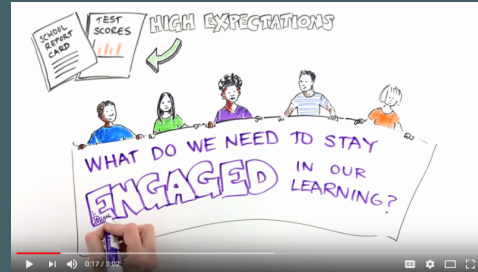 SCHOOL
REPORT
CARD
TEST
SCORES
HIGH EXPECTATIONS
WHAT DO WE NEED TO STAY
ENGAGED IN OUR
LEARNING?
0:17 / 3:02